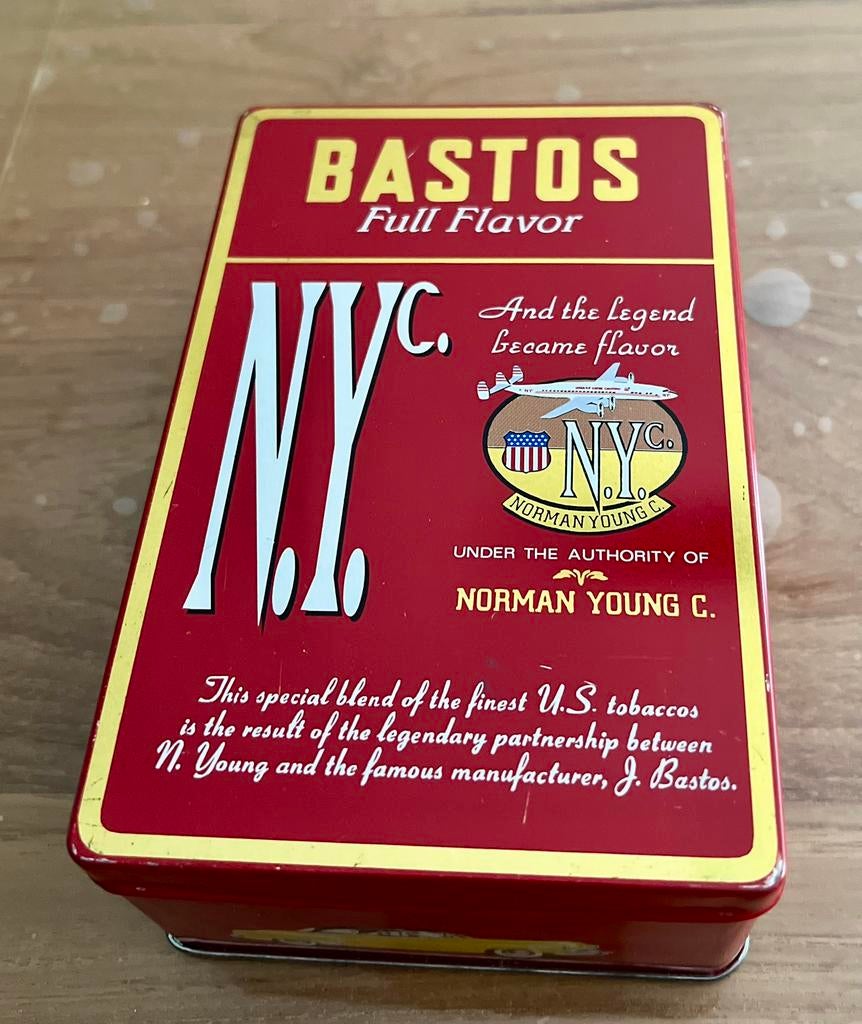 BASTOS
Full Flavor
N.Y.C.
And the legend
became flavor
N.Y.C.
NORMAN YOUNG C.
UNDER THE AUTHORITY OF
NORMAN YOUNG C.
This special blend of the finest U.S. tobaccos
is the result of the legendary partnership between
N. Young and the famous manufacturer, J. Bastos.